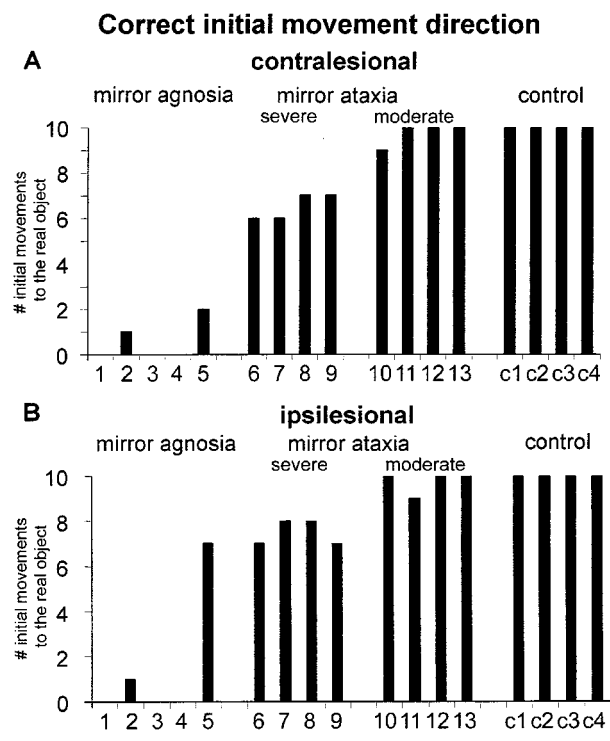 Correct initial movement direction
A
contralesional
mirror agnosia mirror ataxia control
severe moderate
# initial movements
to the real object
10
8
6
4
2
0
1 2 3 4 5 6 7 8 9 10 11 12 13 c1 c2 c3 c4
B
ipsilesional
mirror agnosia mirror ataxia control
severe moderate
# initial movements
to the real object
10
8
6
4
2
0
1 2 3 4 5 6 7 8 9 10 11 12 13 c1 c2 c3 c4